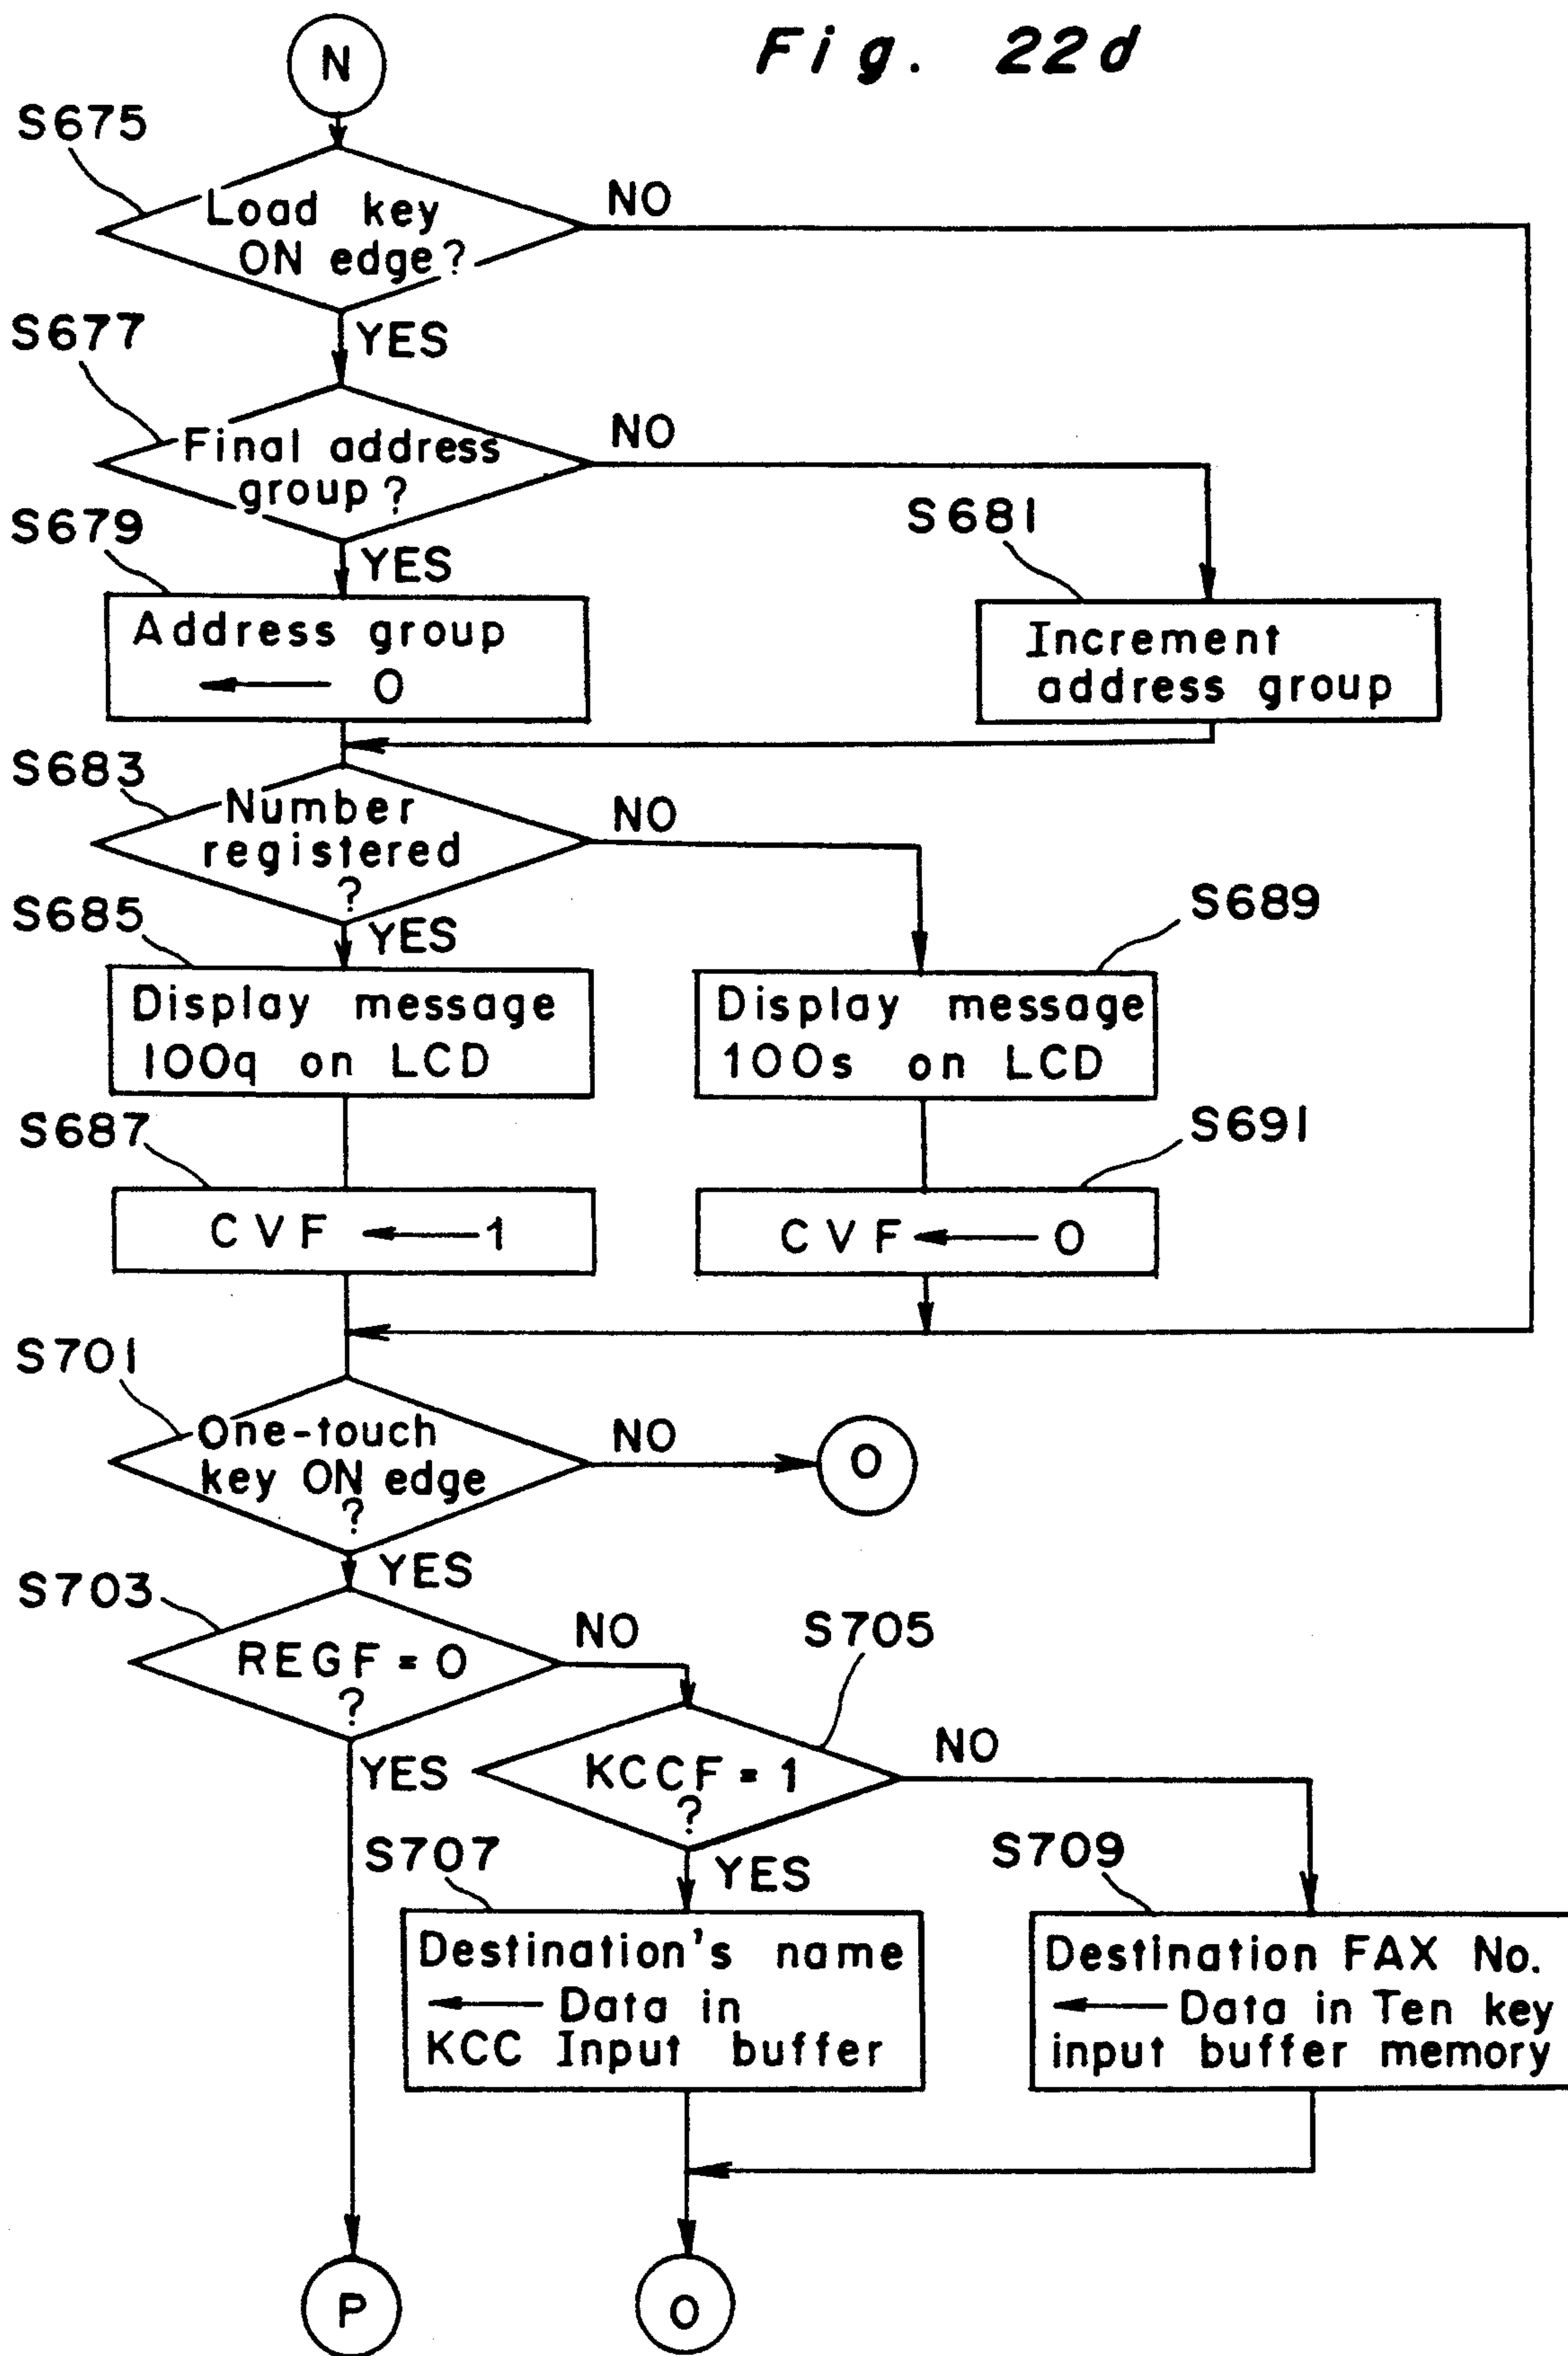 Fig. 22d
N
S675
Load key
ON edge?
NO
YES
S677
Final address
group?
NO
YES
S679
Address group
← 0
S681
Increment
address group
S683
Number
registered
?
NO
YES
S685
Display message
100q on LCD
S689
Display message
100s on LCD
S687
CVF ← 1
S691
CVF ← 0
S701
One-touch
key ON edge
?
NO
O
YES
S703
REGF = 0
?
NO
YES
S705
KCCF = 1
?
NO
YES
S707
Destination's name
← Data in
KCC Input buffer
S709
Destination FAX No.
← Data in Ten key
input buffer memory
P
O